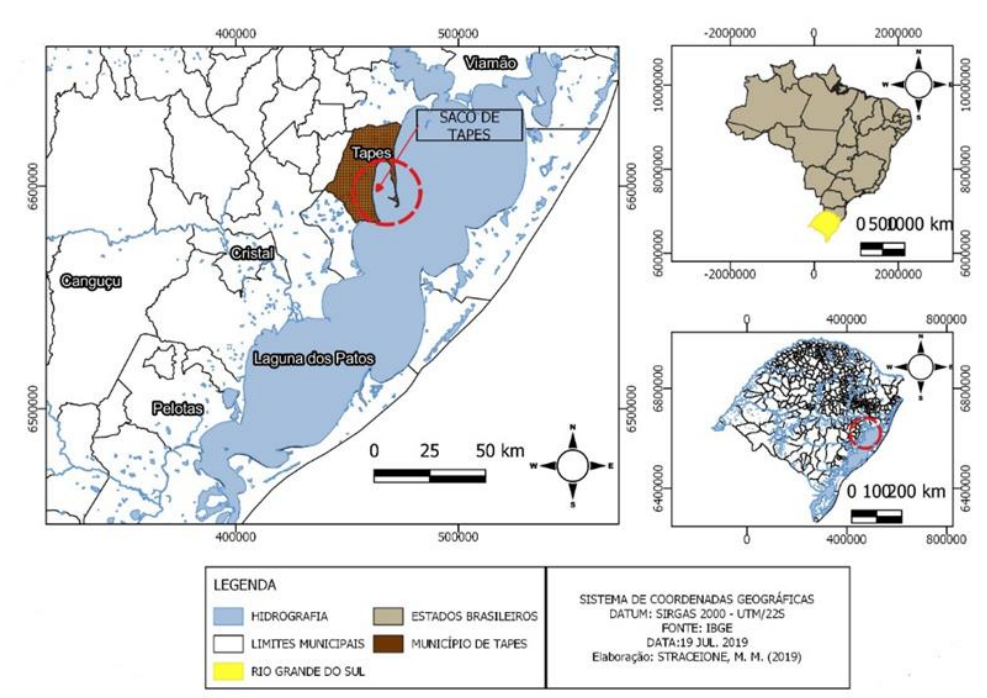 400000
500000
Viamão
SACO DE
TAPES
Tapes
6600000
Cristal
Canguçu
Laguna dos Patos
Pelotas
6500000
0 25 50 km
N
W E
S
400000
500000
-2000000
0
2000000
10000000
8000000
6000000
N
W E
S
0 500 1000 km
-2000000
0
2000000
10000000
8000000
6000000
0
400000
800000
6800000
6400000
N
W E
S
0 100 200 km
0
400000
800000
6800000
6400000
LEGENDA
HIDROGRAFIA
ESTADOS BRASILEIROS
LIMITES MUNICIPAIS
MUNICÍPIO DE TAPES
RIO GRANDE DO SUL
SISTEMA DE COORDENADAS GEOGRÁFICAS
DATUM: SIRGAS 2000 - UTM/22S
FONTE: IBGE
DATA:19 JUL. 2019
Elaboração: STRACEIONE, M. M. (2019)
6600000
6500000